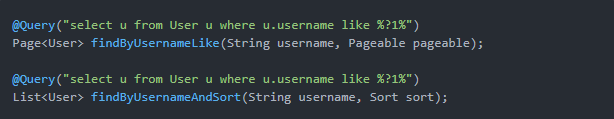 @Query("select u from User u where u.username like %?1%")
Page<User> findByUsernameLike(String username, Pageable pageable);
@Query("select u from User u where u.username like %?1%")
List<User> findByUsernameAndSort(String username, Sort sort);